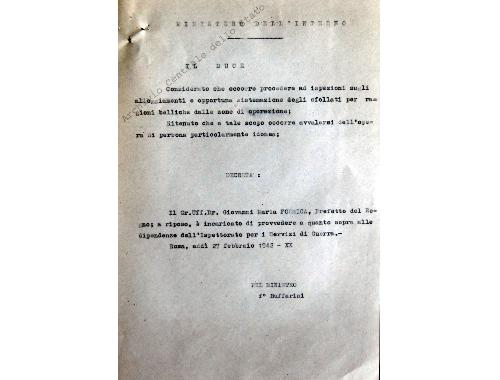 MINISTERO DELL'INTERNO
Archivio Centrale dello Stato
IL DUCE
Considerato che occorre procedere ad ispezioni sugli
alloggiamenti e opportuna sistemazione degli sfollati per ra=
zioni belliche dalle zone di operazione;
Ritenuto che a tale scopo occorre avvalersi dell'ope=
ra di persona particolarmente idonea;
DECRETA:
Il Gr.Uff.Dr. Giovanni Maria FORMICA, Prefetto del Re=
gno; a riposo, è incaricato di provvedere a quanto sopra alle
dipendenze dell'Ispettorato per i Servizi di Guerra.-
Roma, addì 27 febbraio 1942 - XX
PEL MINISTRO
f° Buffarini